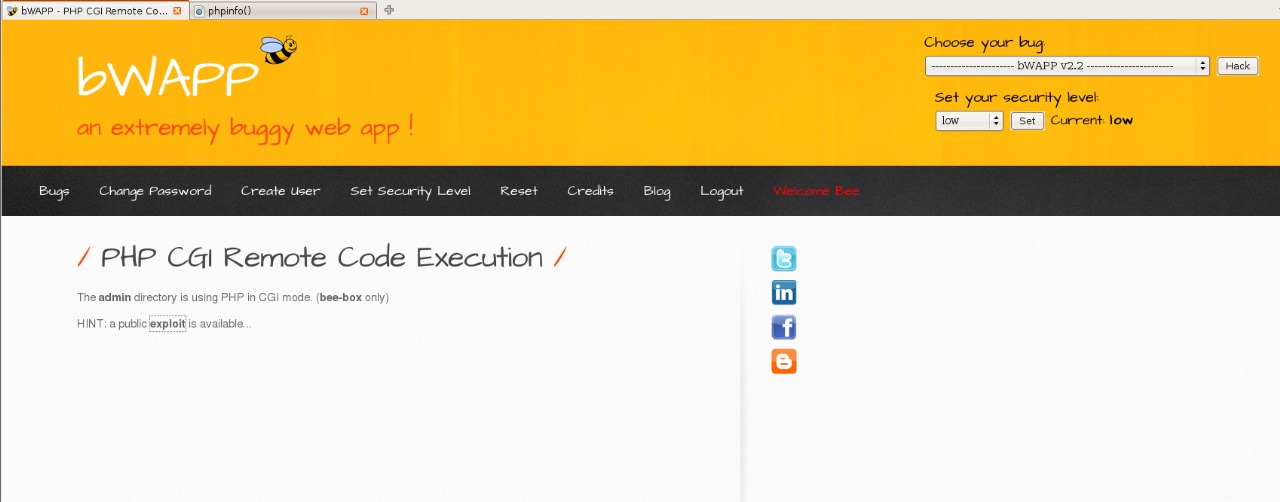 bWAPP - PHP CGI Remote Co...
phpinfo()
bWAPP
an extremely buggy web app !
Choose your bug:
---------------------- bWAPP v2.2 -----------------------
Hack
Set your security level:
low
Set
Current: low
Bugs
Change Password
Create User
Set Security Level
Reset
Credits
Blog
Logout
Welcome Bee
/ PHP CGI Remote Code Execution /
The admin directory is using PHP in CGI mode. (bee-box only)
HINT: a public exploit is available...